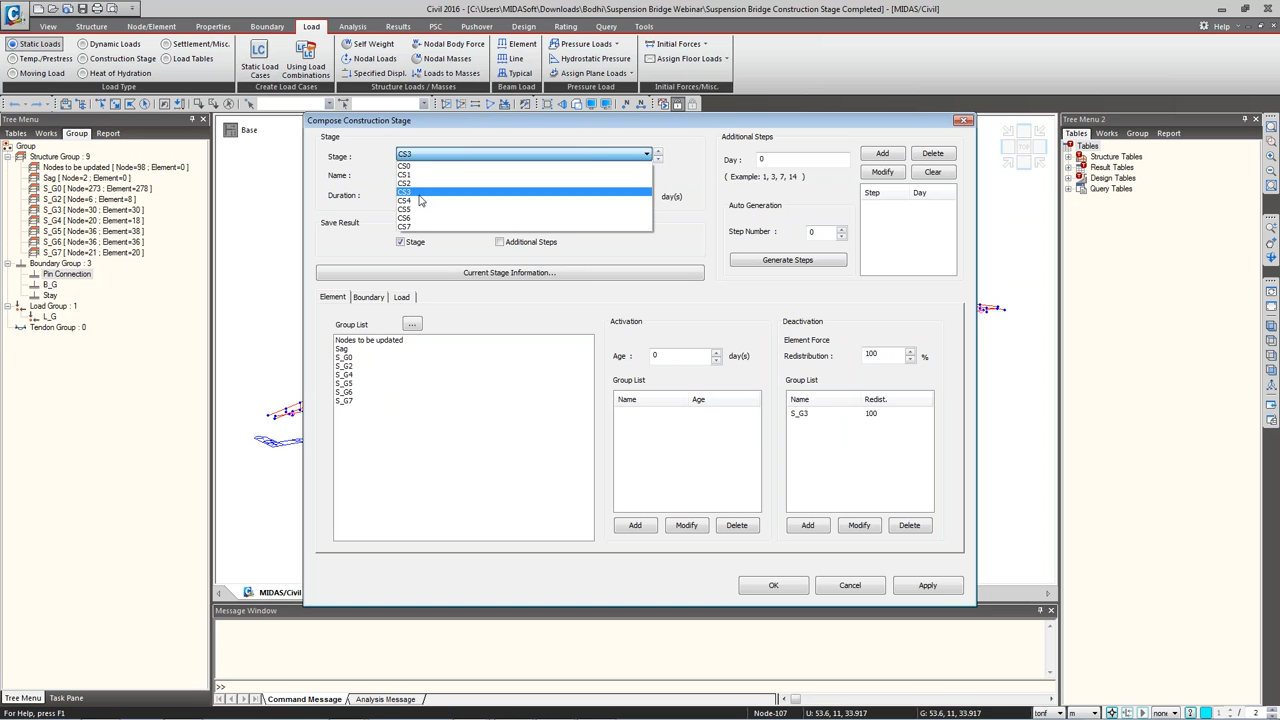 Civil 2016 - [C:\Users\MIDASoft\Downloads\Bodhi\Suspension Bridge Webinar\Suspension Bridge Construction Stage Completed] - [MIDAS/Civil]
View Structure Node/Element Properties Boundary Load Analysis Results PSC Pushover Design Rating Query Tools Help
Static Loads Dynamic Loads Settlement/Misc.
Temp./Prestress Construction Stage Load Tables
Moving Load Heat of Hydration
Load Type
LC
Static Load Cases
Using Load Combinations
Create Load Cases
Self Weight Nodal Body Force
Nodal Loads Nodal Masses
Specified Displ. Loads to Masses
Structure Loads / Masses
Element
Line
Typical
Beam Load
Pressure Loads
Hydrostatic Pressure
Assign Plane Loads
Pressure Load
Initial Forces
Assign Floor Loads
Initial Forces/Misc.
Tree Menu
Tables Works Group Report
Group
Structure Group : 9
Nodes to be updated [ Node=98 ; Element=0 ]
Sag [ Node=2 ; Element=0 ]
S_G0 [ Node=273 ; Element=278 ]
S_G2 [ Node=6 ; Element=8 ]
S_G3 [ Node=30 ; Element=20 ]
S_G4 [ Node=30 ; Element=30 ]
S_G5 [ Node=36 ; Element=36 ]
S_G6 [ Node=36 ; Element=36 ]
S_G7 [ Node=21 ; Element=20 ]
Boundary Group : 3
Pin Connection
B_G
Stay
Load Group : 1
L_G
Tendon Group : 0
Base
Compose Construction Stage
Stage
Stage : CS3
CS0
CS1
CS2
CS3
CS4
CS5
CS6
CS7
Name :
Duration : day(s)
Save Result
Stage Additional Steps
Current Stage Information...
Additional Steps
Day : 0 Add Delete
( Example: 1, 3, 7, 14 ) Modify Clear
Step Day
Auto Generation
Step Number : 0
Generate Steps
Element Boundary Load
Group List ...
Nodes to be updated
Sag
S_G0
S_G2
S_G4
S_G5
S_G6
S_G7
Activation
Age : 0 day(s)
Group List
Name Age
Add Modify Delete
Deactivation
Element Force
Redistribution : 100 %
Group List
Name Redist.
S_G3 100
Add Modify Delete
OK Cancel Apply
Tree Menu 2
Tables Works Group Report
Tables
Structure Tables
Result Tables
Design Tables
Query Tables
MIDAS/Civil
Message Window
>>
Command Message Analysis Message
Tree Menu Task Pane
For Help, press F1 Node-107 U: 53.6, 11, 33.917 G: 53.6, 11, 33.917 tonf m 1 / 2